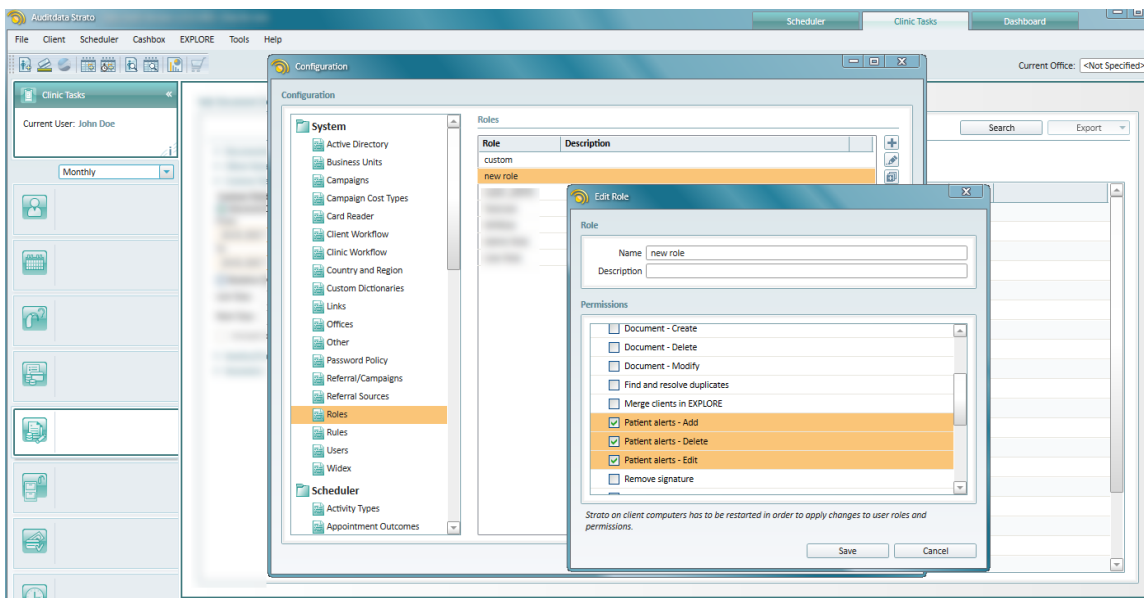 Auditdata Strato
Scheduler
Clinic Tasks
Dashboard
File Client Scheduler Cashbox EXPLORE Tools Help
Current Office: <Not Specified>
Clinic Tasks
Current User: John Doe
Monthly
Search
Export
Configuration
Configuration
System
Active Directory
Business Units
Campaigns
Campaign Cost Types
Card Reader
Client Workflow
Clinic Workflow
Country and Region
Custom Dictionaries
Links
Offices
Other
Password Policy
Referral/Campaigns
Referral Sources
Roles
Rules
Users
Widex
Scheduler
Activity Types
Appointment Outcomes
Roles
Role Description
custom
new role
Edit Role
Role
Name new role
Description
Permissions
Document - Create
Document - Delete
Document - Modify
Find and resolve duplicates
Merge clients in EXPLORE
Patient alerts - Add
Patient alerts - Delete
Patient alerts - Edit
Remove signature
Strato on client computers has to be restarted in order to apply changes to user roles and
permissions.
Save
Cancel